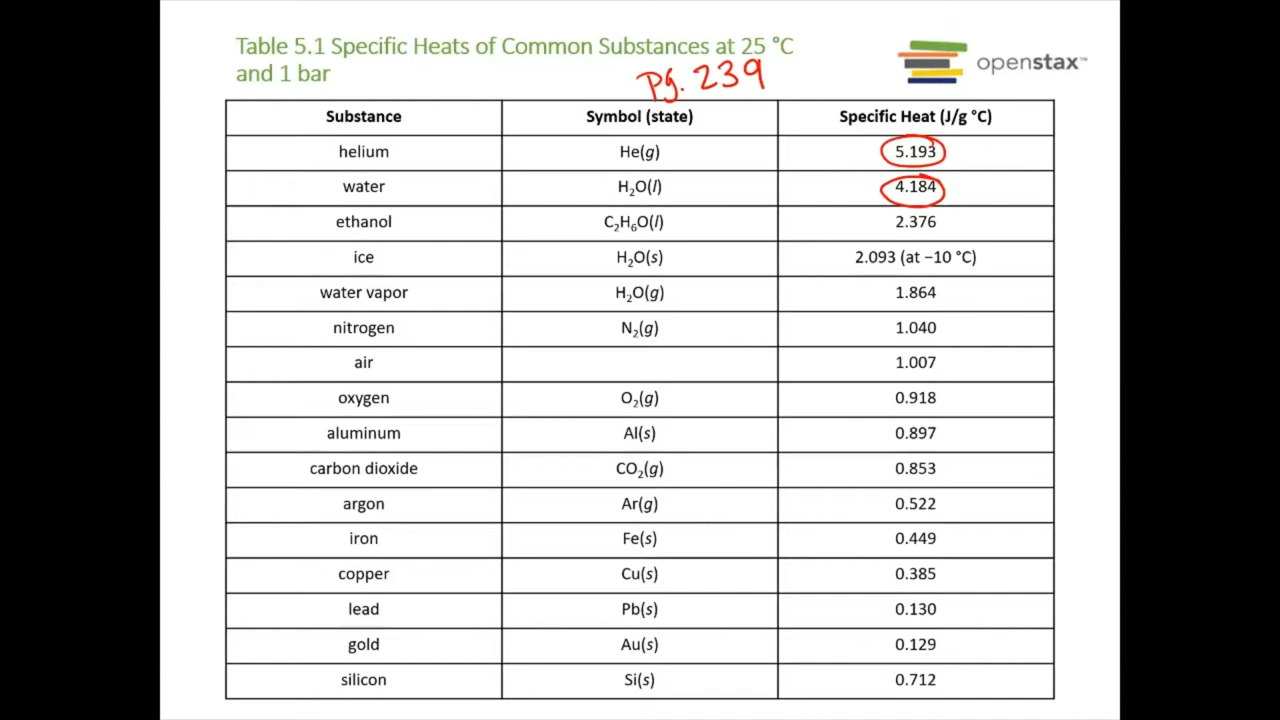 Table 5.1 Specific Heats of Common Substances at 25 °C
and 1 bar
pg. 239
openstax™
Substance Symbol (state) Specific Heat (J/g °C)
helium He(g) 5.193
water H₂O(l) 4.184
ethanol C₂H₆O(l) 2.376
ice H₂O(s) 2.093 (at −10 °C)
water vapor H₂O(g) 1.864
nitrogen N₂(g) 1.040
air 1.007
oxygen O₂(g) 0.918
aluminum Al(s) 0.897
carbon dioxide CO₂(g) 0.853
argon Ar(g) 0.522
iron Fe(s) 0.449
copper Cu(s) 0.385
lead Pb(s) 0.130
gold Au(s) 0.129
silicon Si(s) 0.712